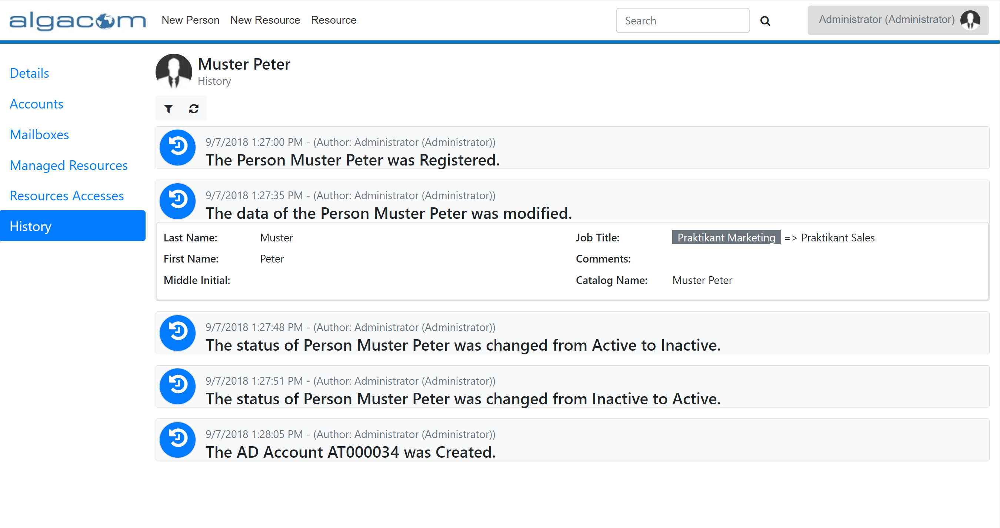 algacom New Person New Resource Resource Search Administrator (Administrator)
Details
Accounts
Mailboxes
Managed Resources
Resources Accesses
History
Muster Peter
History
9/7/2018 1:27:00 PM - (Author: Administrator (Administrator))
The Person Muster Peter was Registered.
9/7/2018 1:27:35 PM - (Author: Administrator (Administrator))
The data of the Person Muster Peter was modified.
Last Name: Muster Job Title: Praktikant Marketing => Praktikant Sales
First Name: Peter Comments:
Middle Initial: Catalog Name: Muster Peter
9/7/2018 1:27:48 PM - (Author: Administrator (Administrator))
The status of Person Muster Peter was changed from Active to Inactive.
9/7/2018 1:27:51 PM - (Author: Administrator (Administrator))
The status of Person Muster Peter was changed from Inactive to Active.
9/7/2018 1:28:05 PM - (Author: Administrator (Administrator))
The AD Account AT000034 was Created.